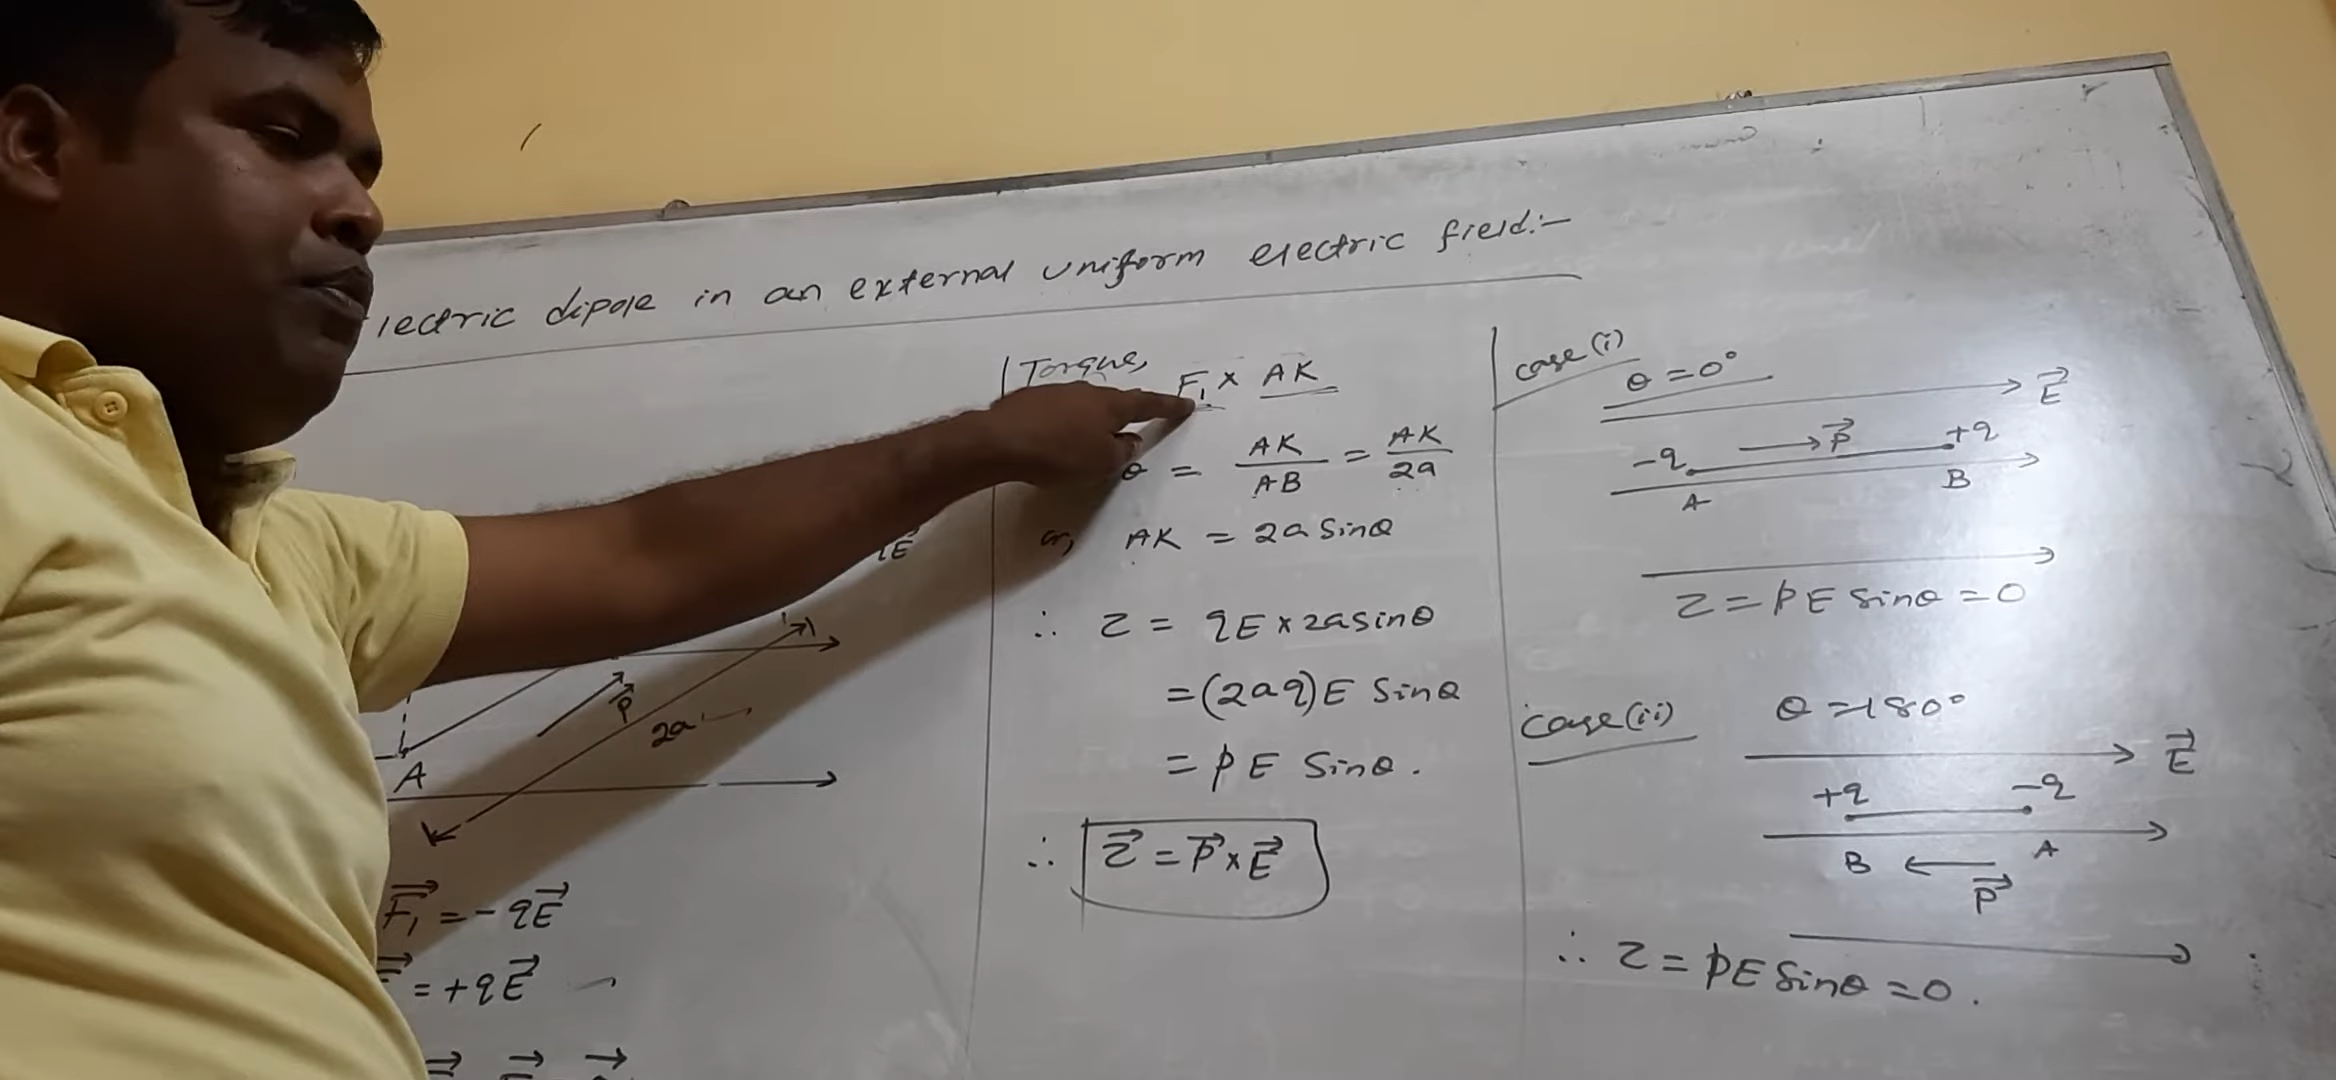 lectric dipole in an external uniform electric field:-
A
P⃗
2a
F⃗₁ = -qE⃗
= +qE⃗
Torque,
F₁ × AK
θ = AK/AB = AK/2a
or, AK = 2a sinθ
∴ τ = qE × 2a sinθ
= (2aq)E sinθ
= pE sinθ.
∴ τ⃗ = P⃗ × E⃗
case(i)
θ = 0°
E⃗
-q P⃗ +q
A B
τ = PE sinθ = 0
case(ii) θ = 180°
E⃗
+q -q
B A
P⃗
∴ τ = PE sinθ = 0.